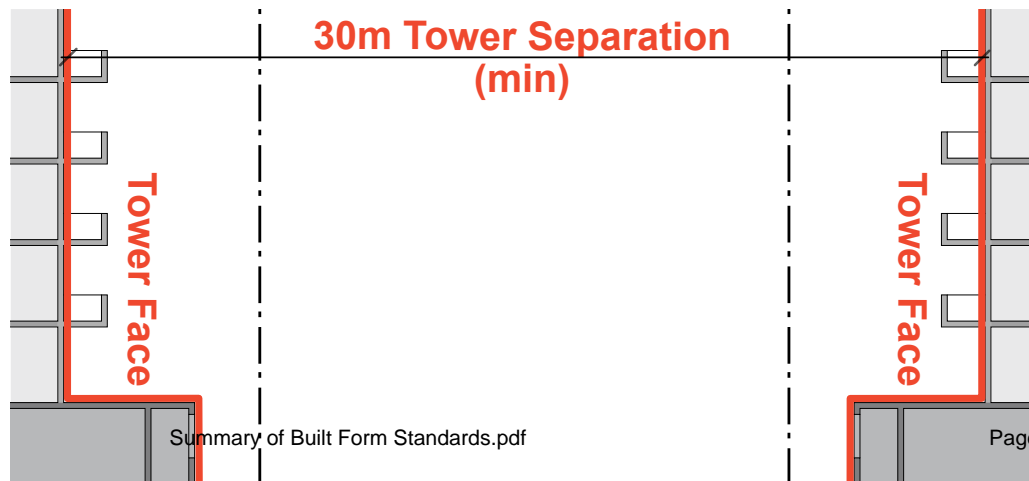 30m Tower Separation
(min)
Tower Face
Tower Face
Summary of Built Form Standards.pdf
Page